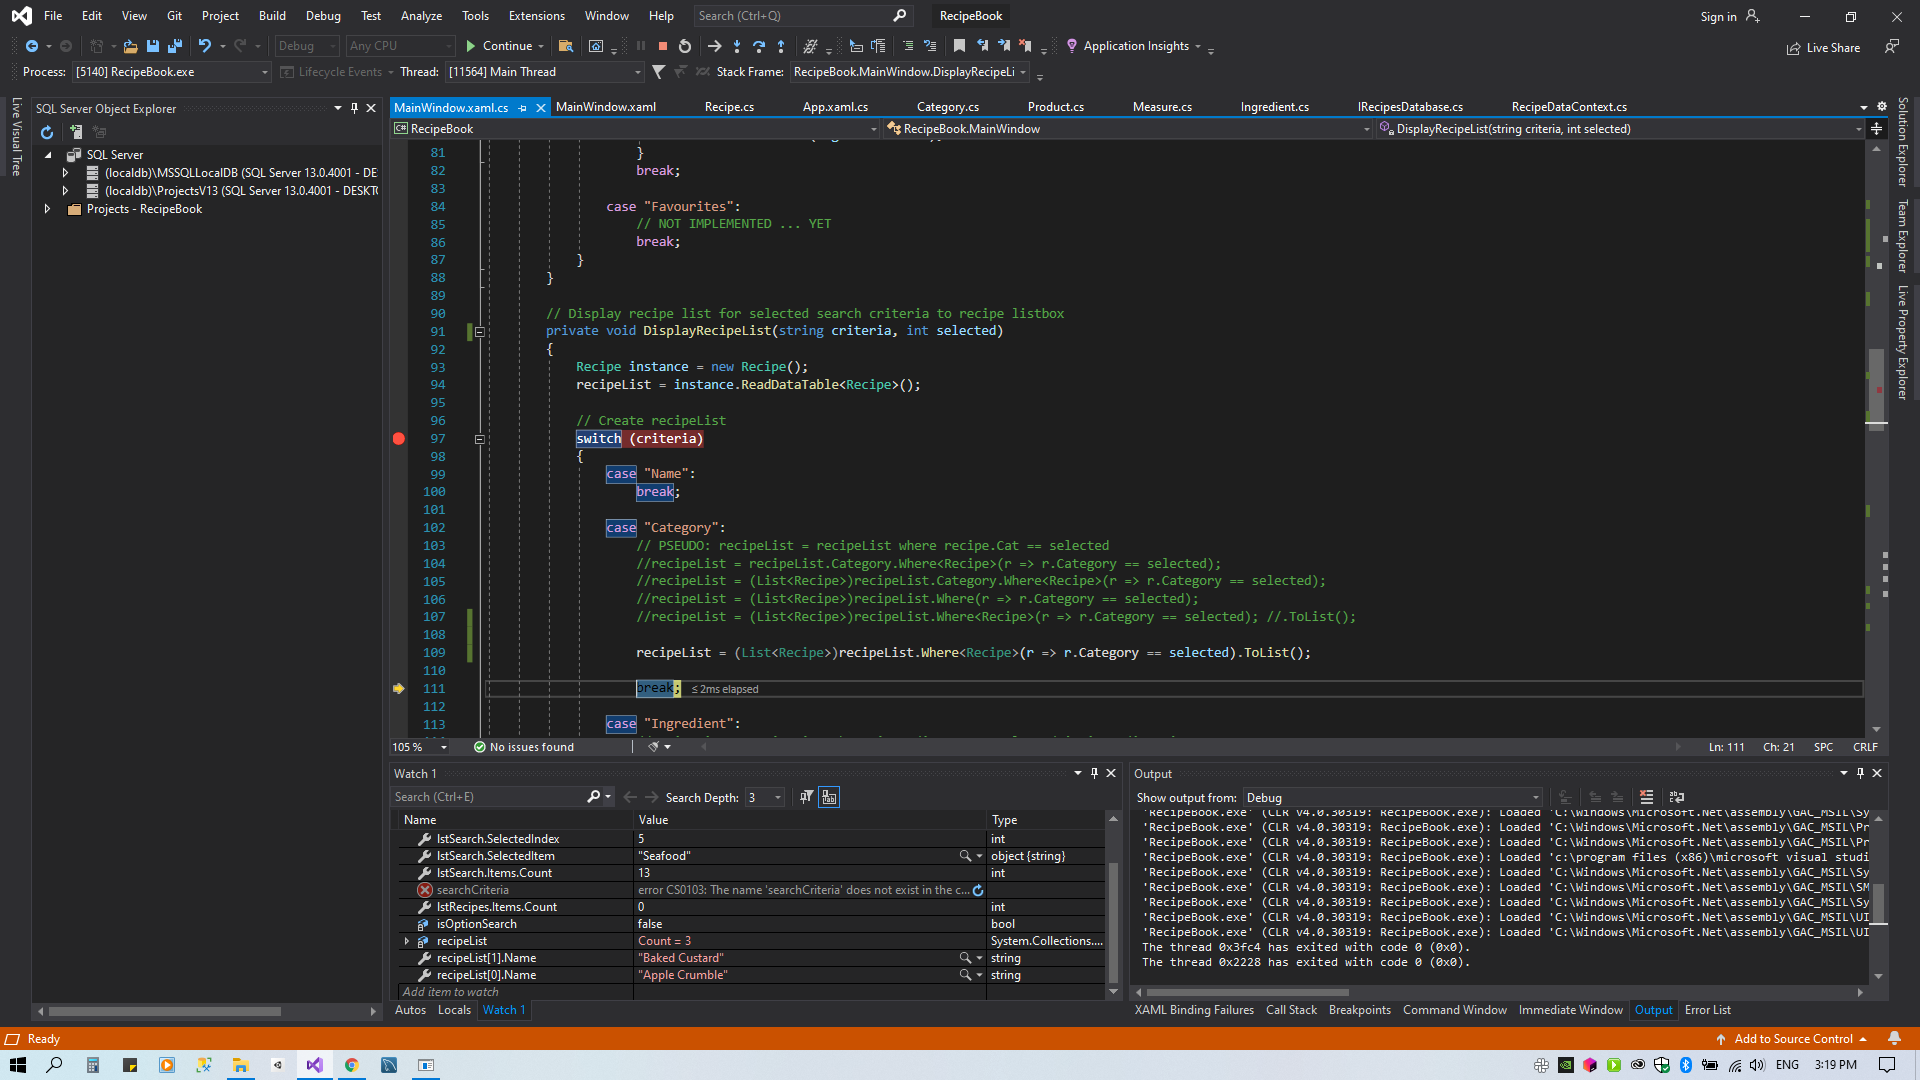 File Edit View Git Project Build Debug Test Analyze Tools Extensions Window Help Search (Ctrl+Q) RecipeBook Sign in
Debug Any CPU Continue Application Insights Live Share
Process: [5140] RecipeBook.exe Lifecycle Events Thread: [11564] Main Thread Stack Frame: RecipeBook.MainWindow.DisplayRecipeLi
Live Visual Tree
SQL Server Object Explorer
SQL Server
(localdb)\MSSQLLocalDB (SQL Server 13.0.4001 - DE
(localdb)\ProjectsV13 (SQL Server 13.0.4001 - DESKT
Projects - RecipeBook
MainWindow.xaml.cs MainWindow.xaml Recipe.cs App.xaml.cs Category.cs Product.cs Measure.cs Ingredient.cs IRecipesDatabase.cs RecipeDataContext.cs
C# RecipeBook RecipeBook.MainWindow DisplayRecipeList(string criteria, int selected)
81 }
82 break;
83
84 case "Favourites":
85 // NOT IMPLEMENTED ... YET
86 break;
87 }
88 }
89
90 // Display recipe list for selected search criteria to recipe listbox
91 private void DisplayRecipeList(string criteria, int selected)
92 {
93 Recipe instance = new Recipe();
94 recipeList = instance.ReadDataTable<Recipe>();
95
96 // Create recipeList
97 switch (criteria)
98 {
99 case "Name":
100 break;
101
102 case "Category":
103 // PSEUDO: recipeList = recipeList where recipe.Cat == selected
104 //recipeList = recipeList.Category.Where<Recipe>(r => r.Category == selected);
105 //recipeList = (List<Recipe>)recipeList.Category.Where<Recipe>(r => r.Category == selected);
106 //recipeList = (List<Recipe>)recipeList.Where(r => r.Category == selected);
107 //recipeList = (List<Recipe>)recipeList.Where<Recipe>(r => r.Category == selected); //.ToList();
108
109 recipeList = (List<Recipe>)recipeList.Where<Recipe>(r => r.Category == selected).ToList();
110
111 break; ≤ 2ms elapsed
112
113 case "Ingredient":
105 % No issues found Ln: 111 Ch: 21 SPC CRLF
Solution Explorer
Team Explorer
Live Property Explorer
Watch 1
Search (Ctrl+E) Search Depth: 3
Name Value Type
lstSearch.SelectedIndex 5 int
lstSearch.SelectedItem "Seafood" object {string}
lstSearch.Items.Count 13 int
searchCriteria error CS0103: The name 'searchCriteria' does not exist in the c...
lstRecipes.Items.Count 0 int
isOptionSearch false bool
recipeList Count = 3 System.Collections....
recipeList[1].Name "Baked Custard" string
recipeList[0].Name "Apple Crumble" string
Add item to watch
Autos Locals Watch 1
Output
Show output from: Debug
'RecipeBook.exe' (CLR v4.0.30319: RecipeBook.exe): Loaded 'C:\Windows\Microsoft.Net\assembly\GAC_MSIL\Sy
'RecipeBook.exe' (CLR v4.0.30319: RecipeBook.exe): Loaded 'C:\Windows\Microsoft.Net\assembly\GAC_MSIL\Pr
'RecipeBook.exe' (CLR v4.0.30319: RecipeBook.exe): Loaded 'C:\Windows\Microsoft.Net\assembly\GAC_MSIL\Pr
'RecipeBook.exe' (CLR v4.0.30319: RecipeBook.exe): Loaded 'c:\program files (x86)\microsoft visual studi
'RecipeBook.exe' (CLR v4.0.30319: RecipeBook.exe): Loaded 'C:\Windows\Microsoft.Net\assembly\GAC_MSIL\Sy
'RecipeBook.exe' (CLR v4.0.30319: RecipeBook.exe): Loaded 'C:\Windows\Microsoft.Net\assembly\GAC_MSIL\SM
'RecipeBook.exe' (CLR v4.0.30319: RecipeBook.exe): Loaded 'C:\Windows\Microsoft.Net\assembly\GAC_MSIL\Sy
'RecipeBook.exe' (CLR v4.0.30319: RecipeBook.exe): Loaded 'C:\Windows\Microsoft.Net\assembly\GAC_MSIL\UI
'RecipeBook.exe' (CLR v4.0.30319: RecipeBook.exe): Loaded 'C:\Windows\Microsoft.Net\assembly\GAC_MSIL\UI
The thread 0x3fc4 has exited with code 0 (0x0).
The thread 0x2228 has exited with code 0 (0x0).
XAML Binding Failures Call Stack Breakpoints Command Window Immediate Window Output Error List
Ready Add to Source Control
ENG 3:19 PM